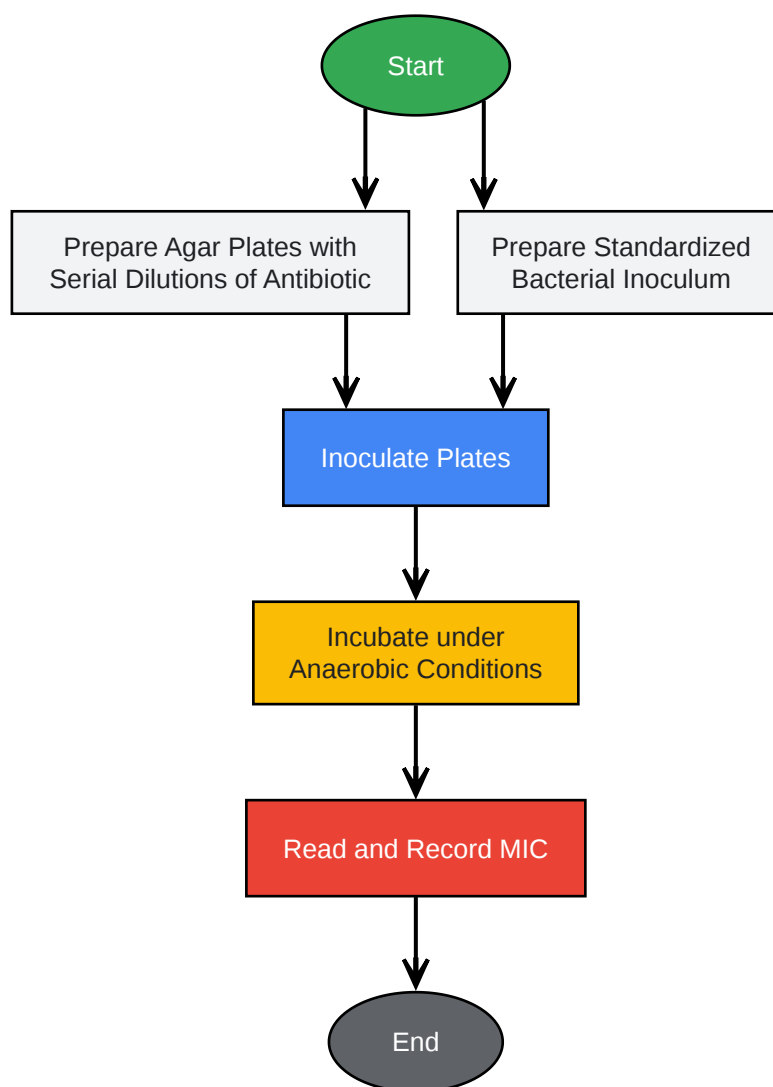 Start
Prepare Agar Plates with
Serial Dilutions of Antibiotic
Prepare Standardized
Bacterial Inoculum
Inoculate Plates
Incubate under
Anaerobic Conditions
Read and Record MIC
End